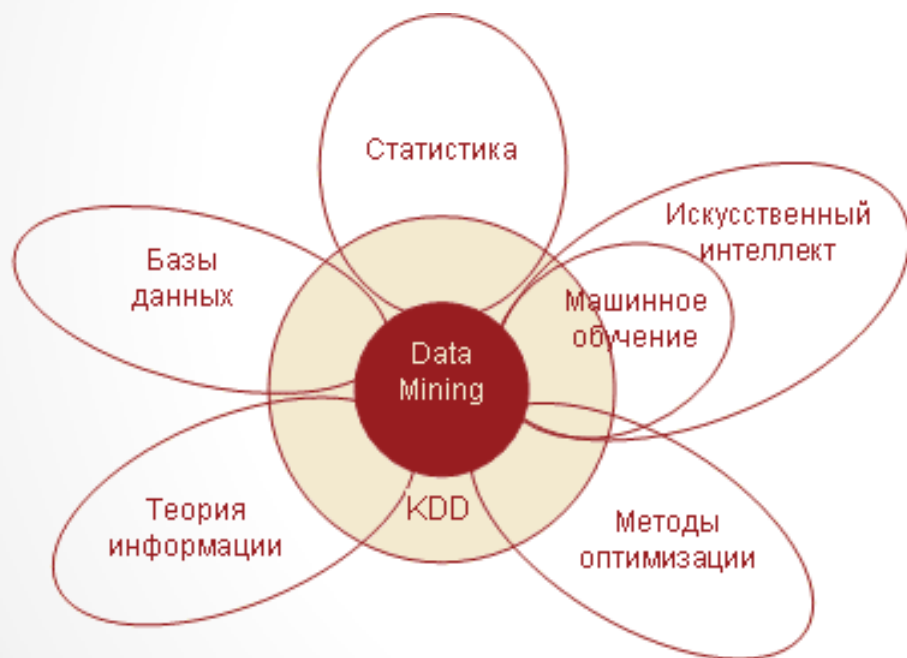 Статистика
Искусственный
интеллект
Базы
данных
Машинное
обучение
Data
Mining
KDD
Теория
информации
Методы
оптимизации